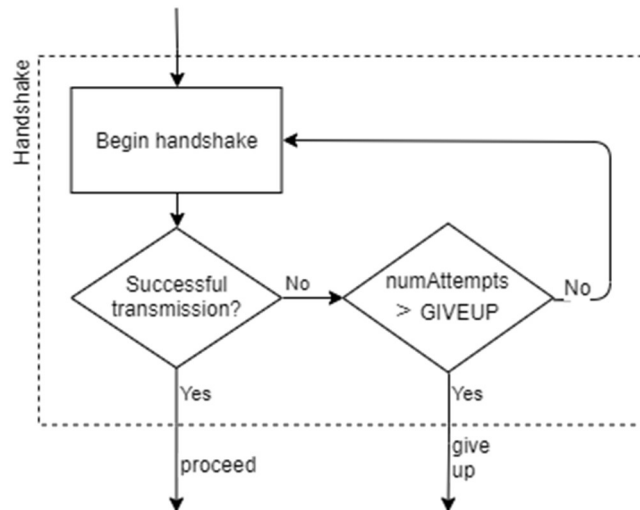 Handshake
Begin handshake
Successful
transmission?
No
numAttempts
> GIVEUP
No
Yes
Yes
proceed
give
up